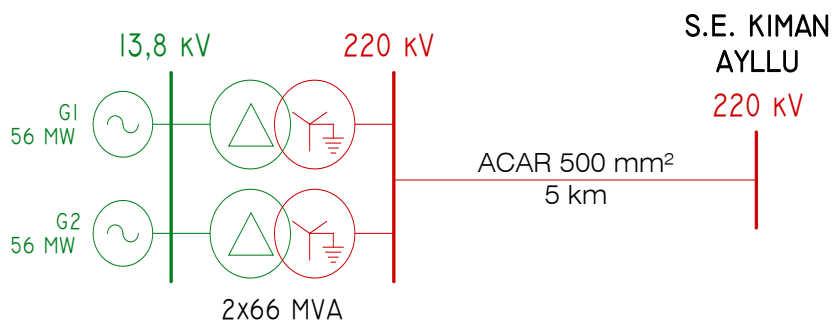 13,8 KV
220 KV
S.E. KIMAN
AYLLU
220 KV
G1
56 MW
ACAR 500 mm²
5 km
G2
56 MW
2x66 MVA